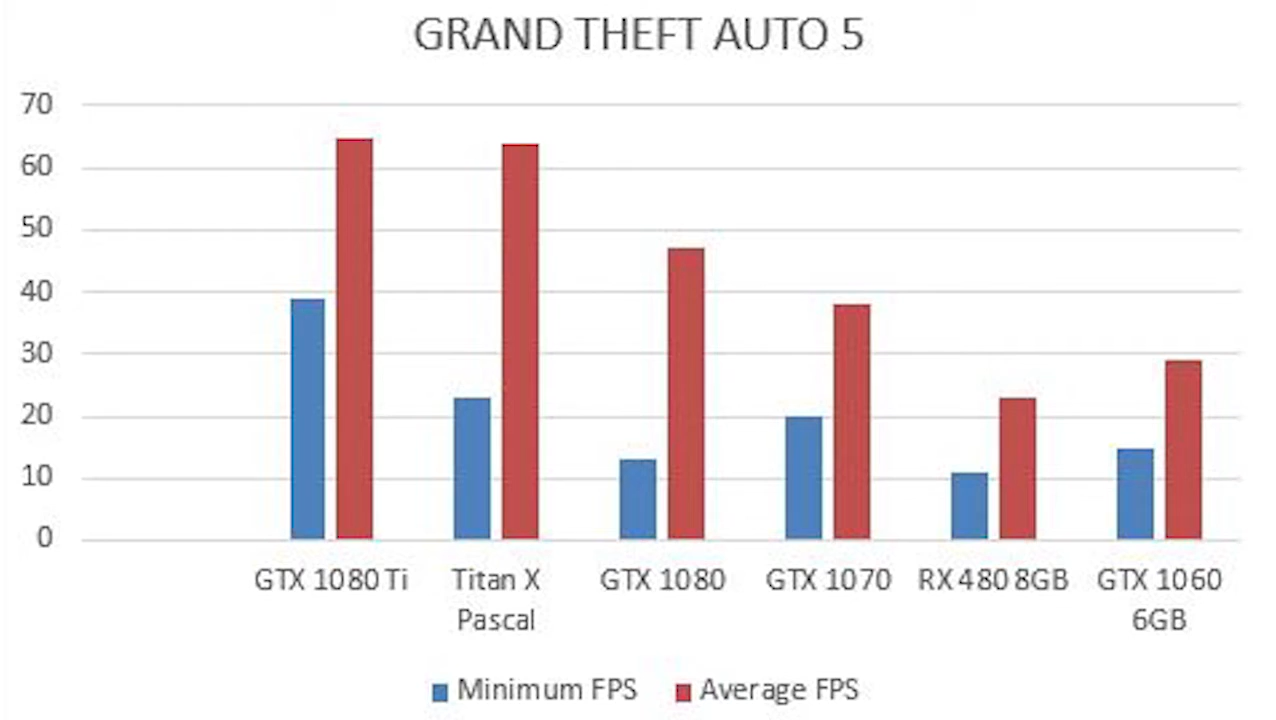 GRAND THEFT AUTO 5
70
60
50
40
30
20
10
0
GTX 1080 Ti
Titan X
Pascal
GTX 1080
GTX 1070
RX 480 8GB
GTX 1060
6GB
Minimum FPS
Average FPS